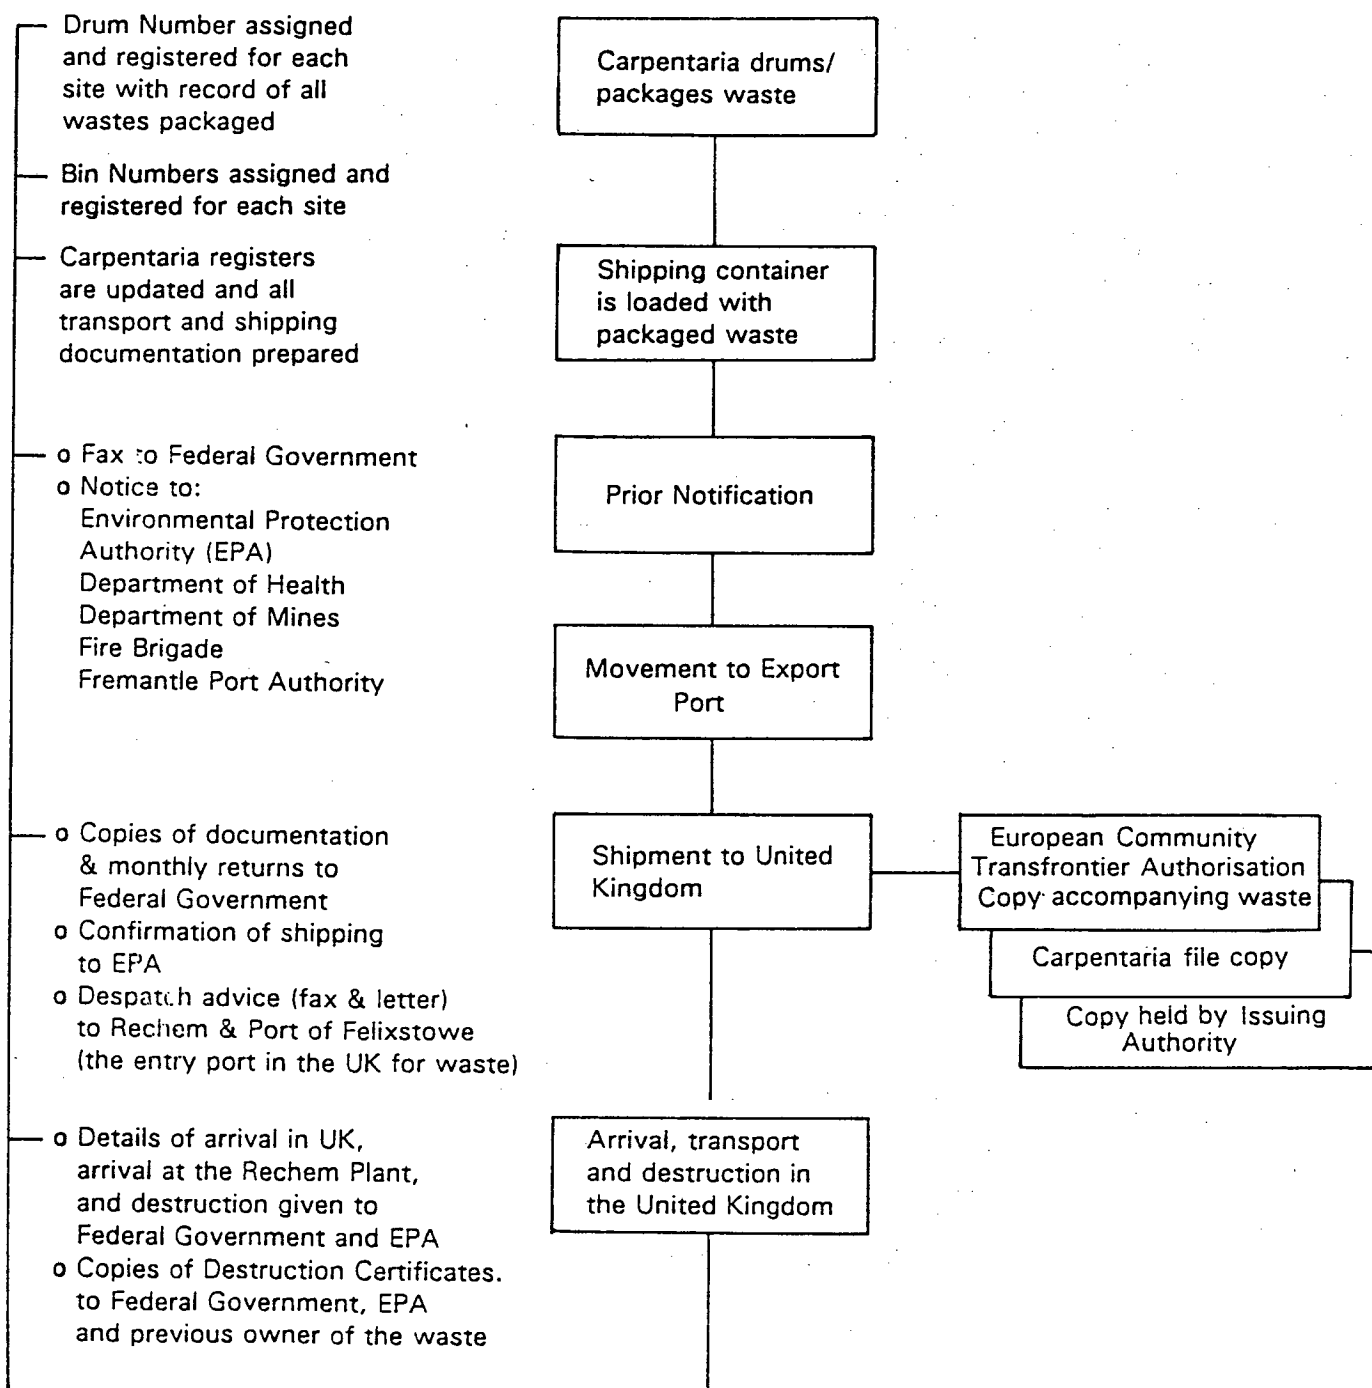 Drum Number assigned
and registered for each
site with record of all
wastes packaged
Carpentaria drums/
packages waste
Bin Numbers assigned and
registered for each site
Carpentaria registers
are updated and all
transport and shipping
documentation prepared
Shipping container
is loaded with
packaged waste
o Fax to Federal Government
o Notice to:
Environmental Protection
Authority (EPA)
Department of Health
Department of Mines
Fire Brigade
Fremantle Port Authority
Prior Notification
Movement to Export
Port
o Copies of documentation
& monthly returns to
Federal Government
o Confirmation of shipping
to EPA
o Despatch advice (fax & letter)
to Rechem & Port of Felixstowe
(the entry port in the UK for waste)
Shipment to United
Kingdom
European Community
Transfrontier Authorisation
Copy accompanying waste
Carpentaria file copy
Copy held by Issuing
Authority
o Details of arrival in UK,
arrival at the Rechem Plant,
and destruction given to
Federal Government and EPA
o Copies of Destruction Certificates.
to Federal Government, EPA
and previous owner of the waste
Arrival, transport
and destruction in
the United Kingdom